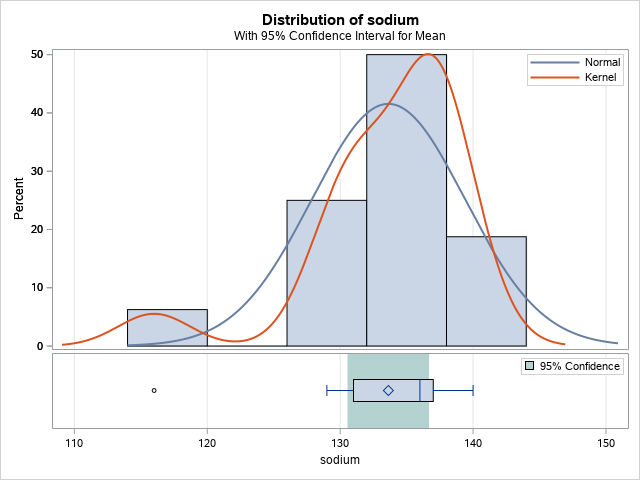 Distribution of sodium
With 95% Confidence Interval for Mean
Normal
Kernel
Percent
50
40
30
20
10
0
95% Confidence
110 120 130 140 150
sodium